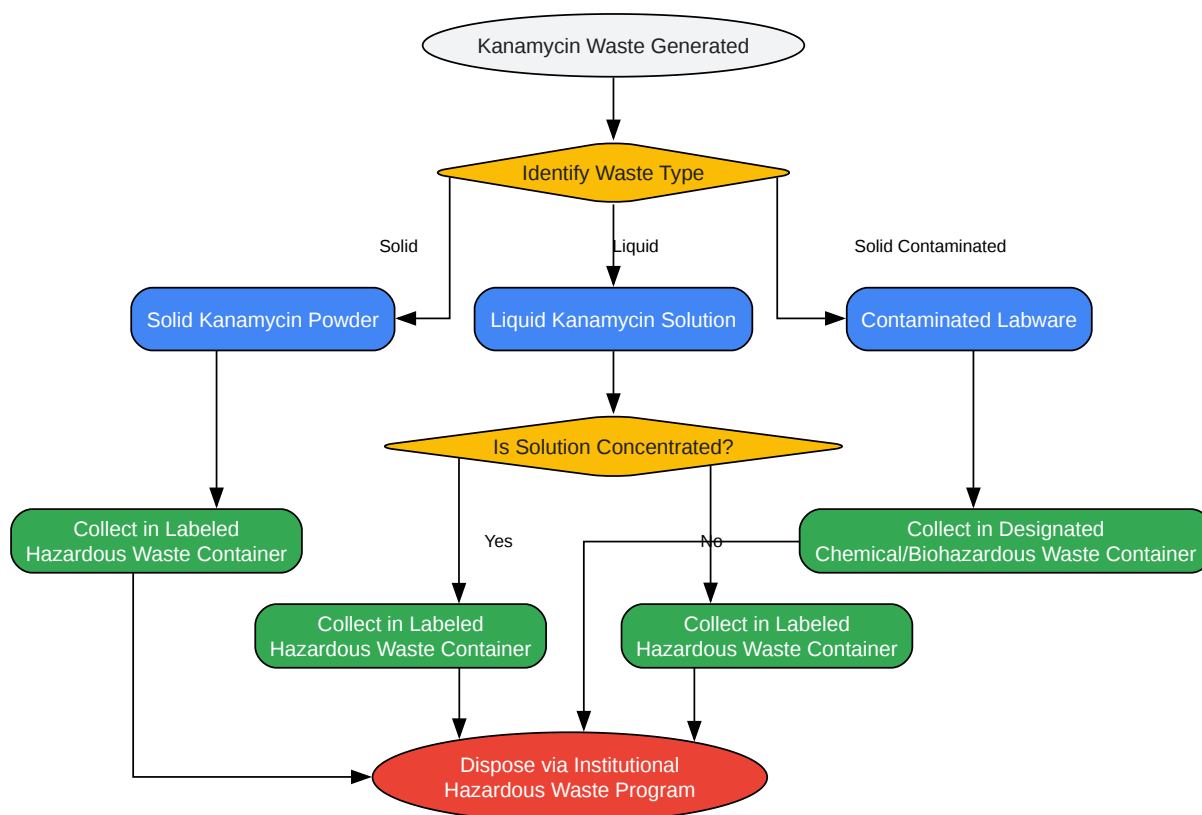 Kanamycin Waste Generated
Identify Waste Type
Solid
Liquid
Solid Contaminated
Solid Kanamycin Powder
Liquid Kanamycin Solution
Contaminated Labware
Is Solution Concentrated?
Collect in Labeled
Hazardous Waste Container
Yes
No
Collect in Designated
Chemical/Biohazardous Waste Container
Collect in Labeled
Hazardous Waste Container
Collect in Labeled
Hazardous Waste Container
Dispose via Institutional
Hazardous Waste Program